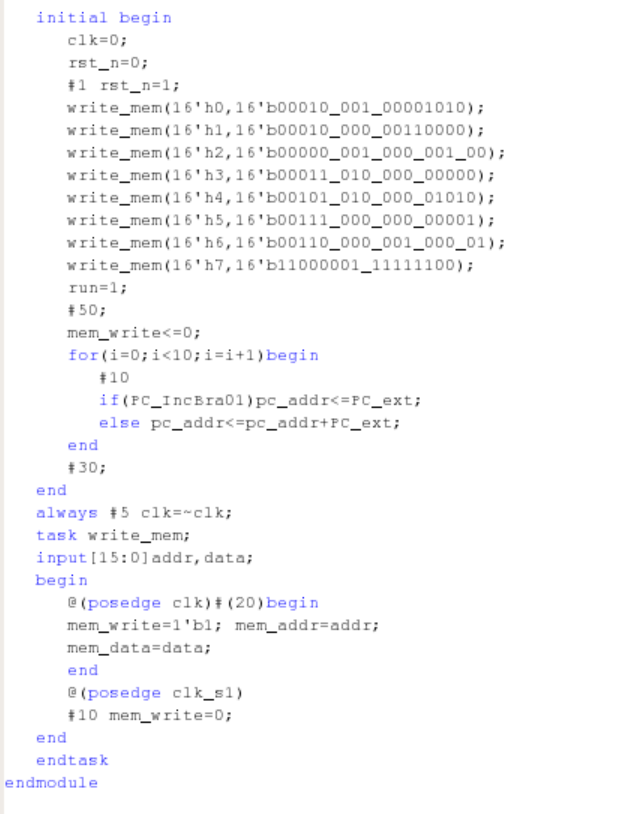 initial begin
clk=0;
rst_n=0;
#1 rst_n=1;
write_mem(16'h0,16'b00010_001_00001010);
write_mem(16'h1,16'b00010_000_00110000);
write_mem(16'h2,16'b00000_001_000_001_00);
write_mem(16'h3,16'b00011_010_000_00000);
write_mem(16'h4,16'b00101_010_000_01010);
write_mem(16'h5,16'b00111_000_000_00001);
write_mem(16'h6,16'b00110_000_001_000_01);
write_mem(16'h7,16'b11000001_11111100);
run=1;
#50;
mem_write<=0;
for(i=0;i<10;i=i+1)begin
#10
if(PC_IncBra01)pc_addr<=PC_ext;
else pc_addr<=pc_addr+PC_ext;
end
#30;
end
always #5 clk=~clk;
task write_mem;
input[15:0]addr,data;
begin
@(posedge clk)#(20)begin
mem_write=1'b1; mem_addr=addr;
mem_data=data;
end
@(posedge clk_s1)
#10 mem_write=0;
end
endtask
endmodule